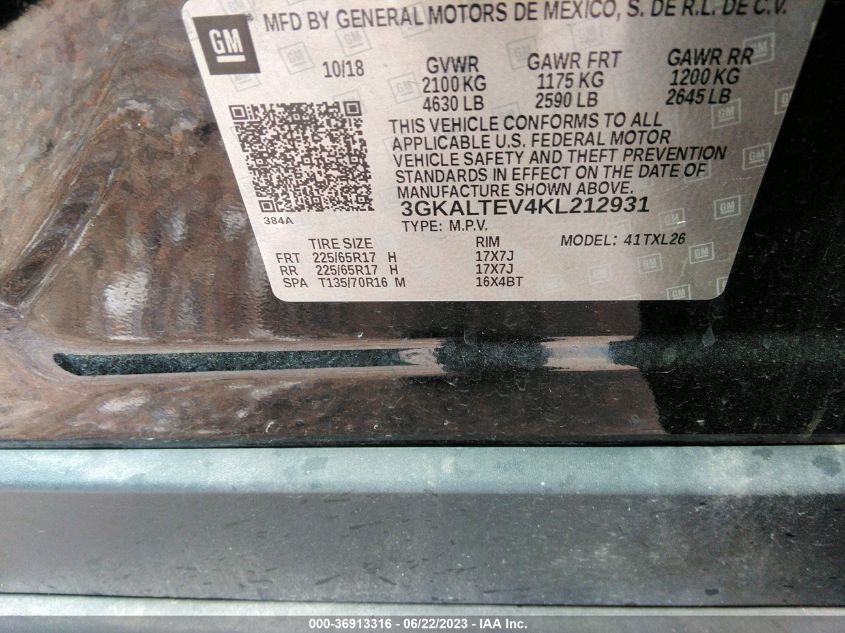 GM
MFD BY GENERAL MOTORS DE MEXICO, S. DE R.L. DE C.V.
10/18 GVWR GAWR FRT GAWR RR
2100 KG 1175 KG 1200 KG
4630 LB 2590 LB 2645 LB
THIS VEHICLE CONFORMS TO ALL
APPLICABLE U.S. FEDERAL MOTOR
VEHICLE SAFETY AND THEFT PREVENTION
STANDARDS IN EFFECT ON THE DATE OF
MANUFACTURE SHOWN ABOVE.
384A
3GKALTEV4KL212931
TYPE: M.P.V. MODEL: 41TXL26
TIRE SIZE RIM
FRT 225/65R17 H 17X7J
RR 225/65R17 H 17X7J
SPA T135/70R16 M 16X4BT
000-36913316 - 06/22/2023 - IAA Inc.